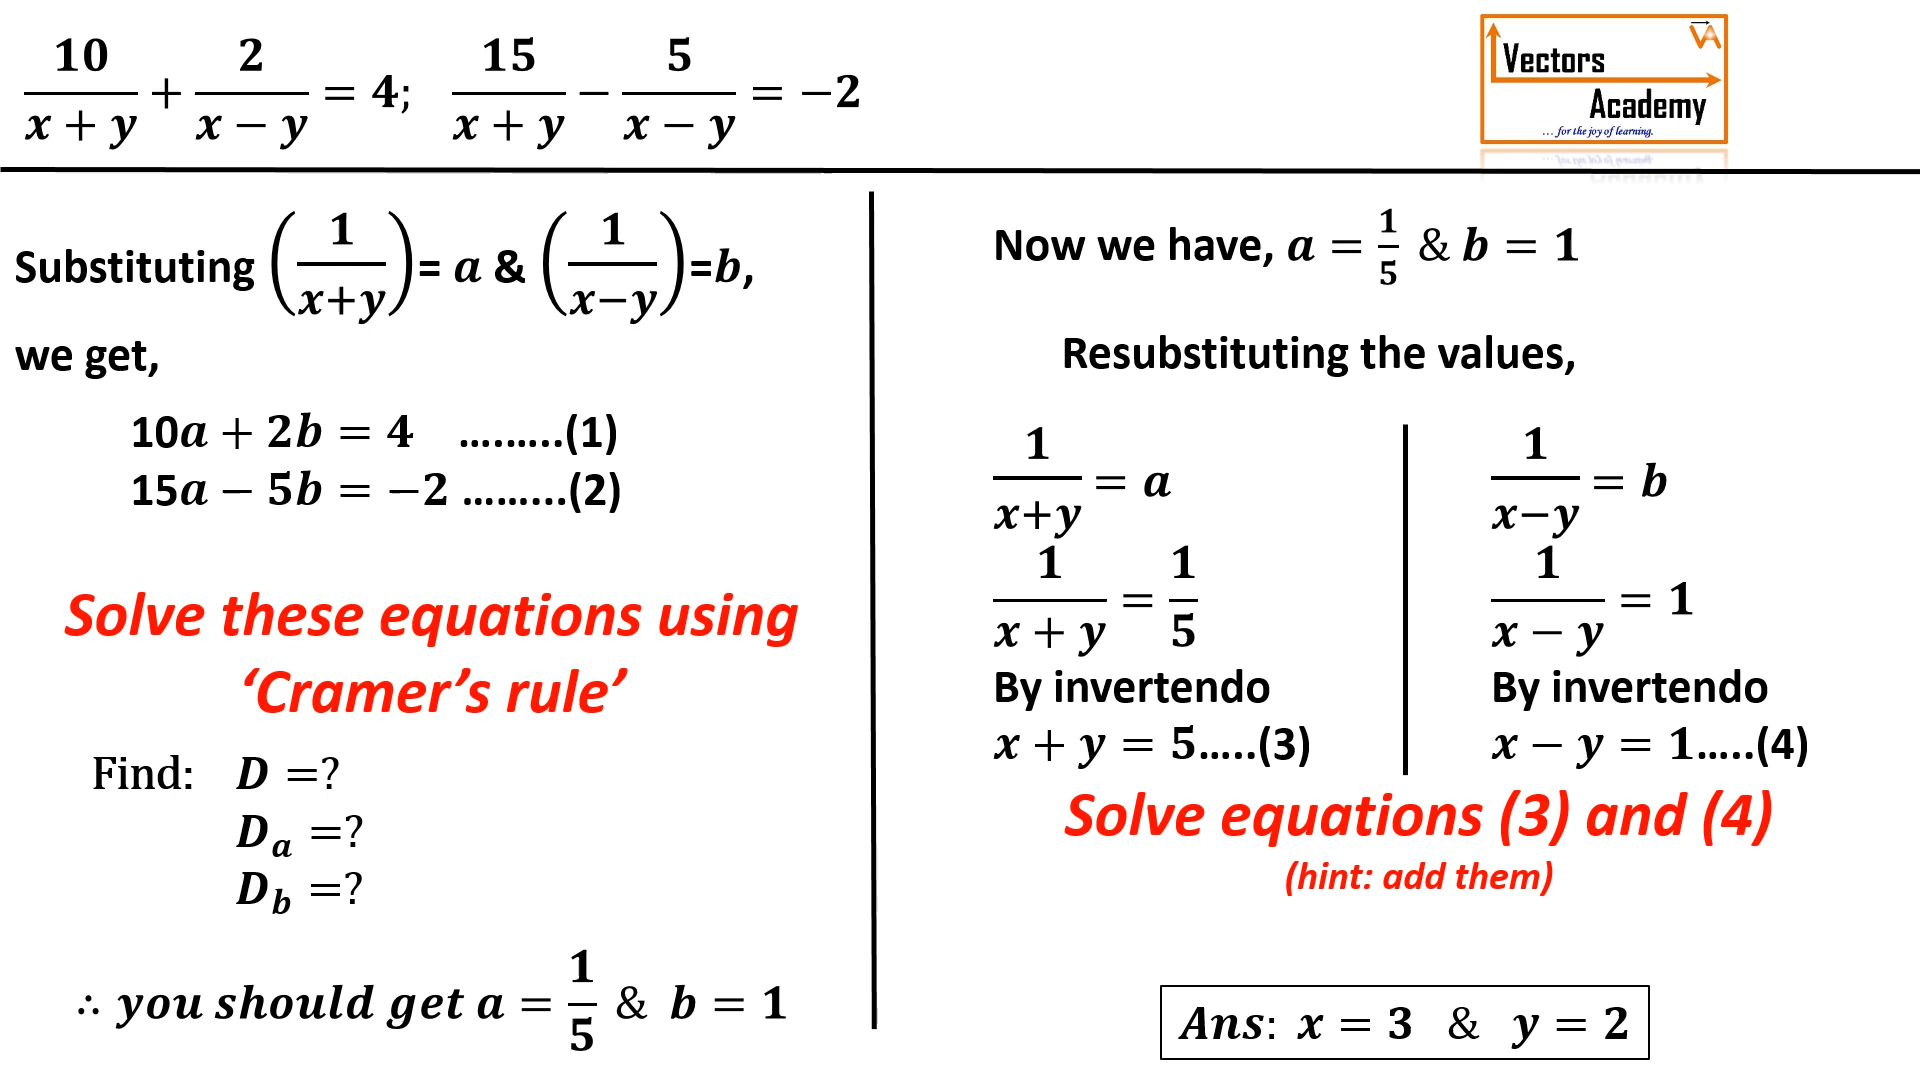 10/(x + y) + 2/(x − y) = 4; 15/(x + y) − 5/(x − y) = −2
Vectors
Academy
... for the joy of learning.
Substituting (1/(x+y)) = a & (1/(x−y)) =b,
we get,
10a + 2b = 4 .........(1)
15a − 5b = −2 .........(2)
Solve these equations using
‘Cramer’s rule’
Find: D =?
D_a =?
D_b =?
∴ you should get a = 1/5 & b = 1
Now we have, a = 1/5 & b = 1
Resubstituting the values,
1/(x+y) = a
1/(x + y) = 1/5
By invertendo
x + y = 5.....(3)
1/(x−y) = b
1/(x − y) = 1
By invertendo
x − y = 1.....(4)
Solve equations (3) and (4)
(hint: add them)
Ans: x = 3 & y = 2